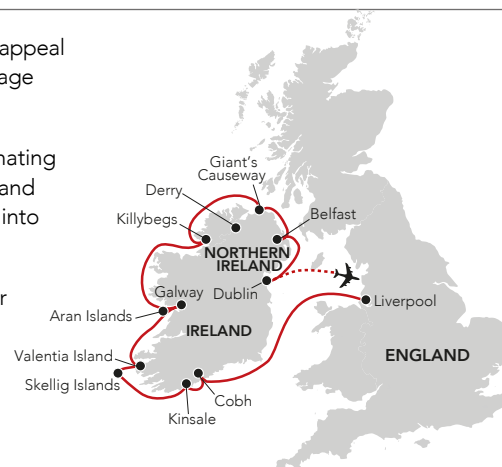 appeal
age
nating
and
into
r
Giant's
Causeway
Derry
Belfast
Killybegs
NORTHERN
IRELAND
Galway
Dublin
Liverpool
Aran Islands
IRELAND
ENGLAND
Valentia Island
Skellig Islands
Cobh
Kinsale